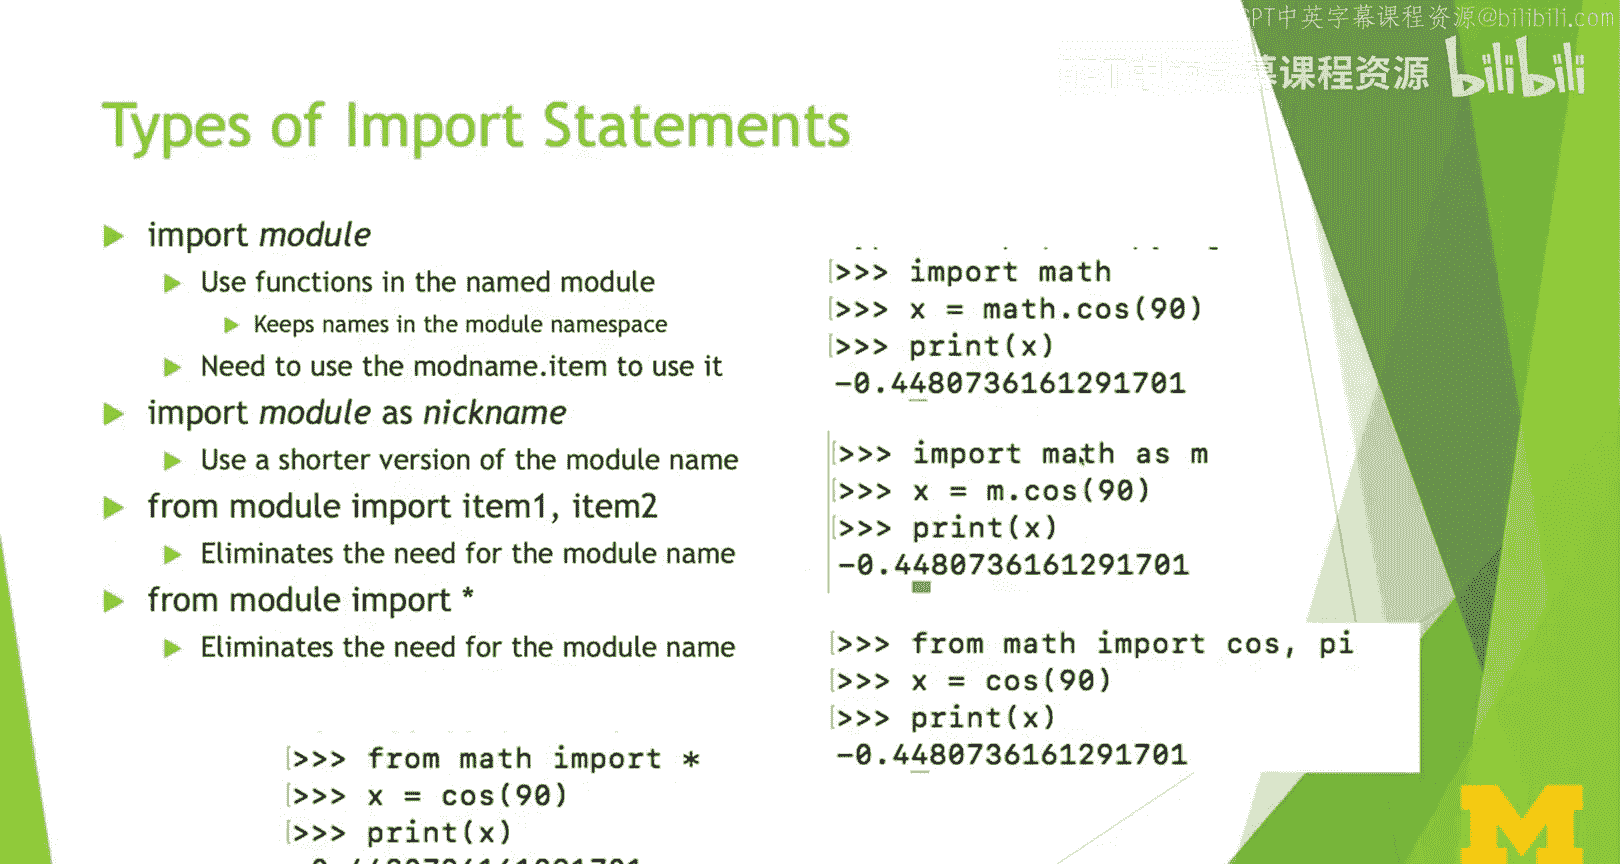 PT中英字幕课程资源@bilibili.com
课程资源 bilibili
Types of Import Statements
import module
Use functions in the named module
Keeps names in the module namespace
Need to use the modname.item to use it
import module as nickname
Use a shorter version of the module name
from module import item1, item2
Eliminates the need for the module name
from module import *
Eliminates the need for the module name
>>> import math
>>> x = math.cos(90)
>>> print(x)
-0.4480736161291701
>>> import math as m
>>> x = m.cos(90)
>>> print(x)
-0.4480736161291701
>>> from math import cos, pi
>>> x = cos(90)
>>> print(x)
-0.4480736161291701
>>> from math import *
>>> x = cos(90)
>>> print(x)
M